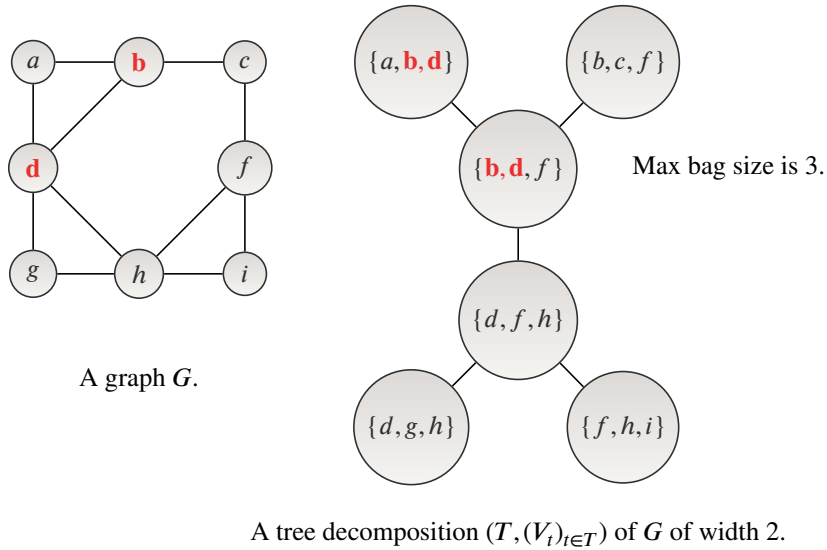 a b c
d f
g h i
A graph G.
{a, b, d} {b, c, f}
{b, d, f} Max bag size is 3.
{d, f, h}
{d, g, h} {f, h, i}
A tree decomposition (T, (V_t)_{t∈T}) of G of width 2.